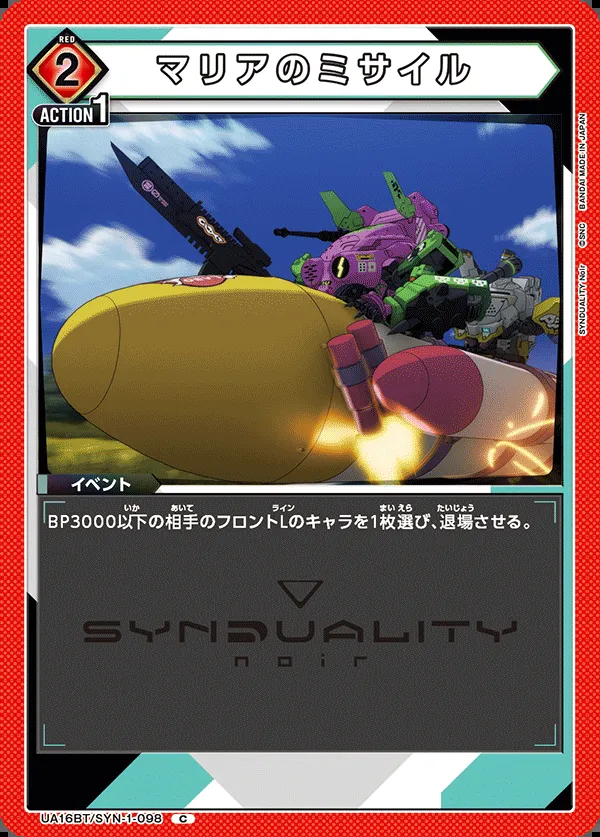 RED
2
マリアのミサイル
ACTION 1
SYNDUALITY Noir ©SNC BANDAI MADE IN JAPAN
イベント
BP3000以下の相手のフロントLのキャラを1枚選び、退場させる。
SYNDUALITY
noir
UA16BT/SYN-1-098 C